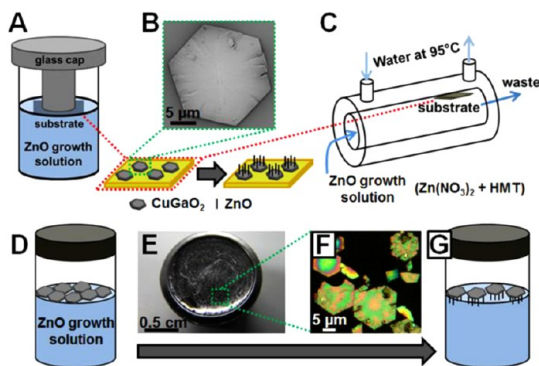 A
glass cap
substrate
ZnO growth
solution
B
5 µm
CuGaO₂ | ZnO
C
Water at 95°C
waste
substrate
ZnO growth
solution (Zn(NO₃)₂ + HMT)
D
ZnO growth
solution
E
0.5 cm
F
5 µm
G